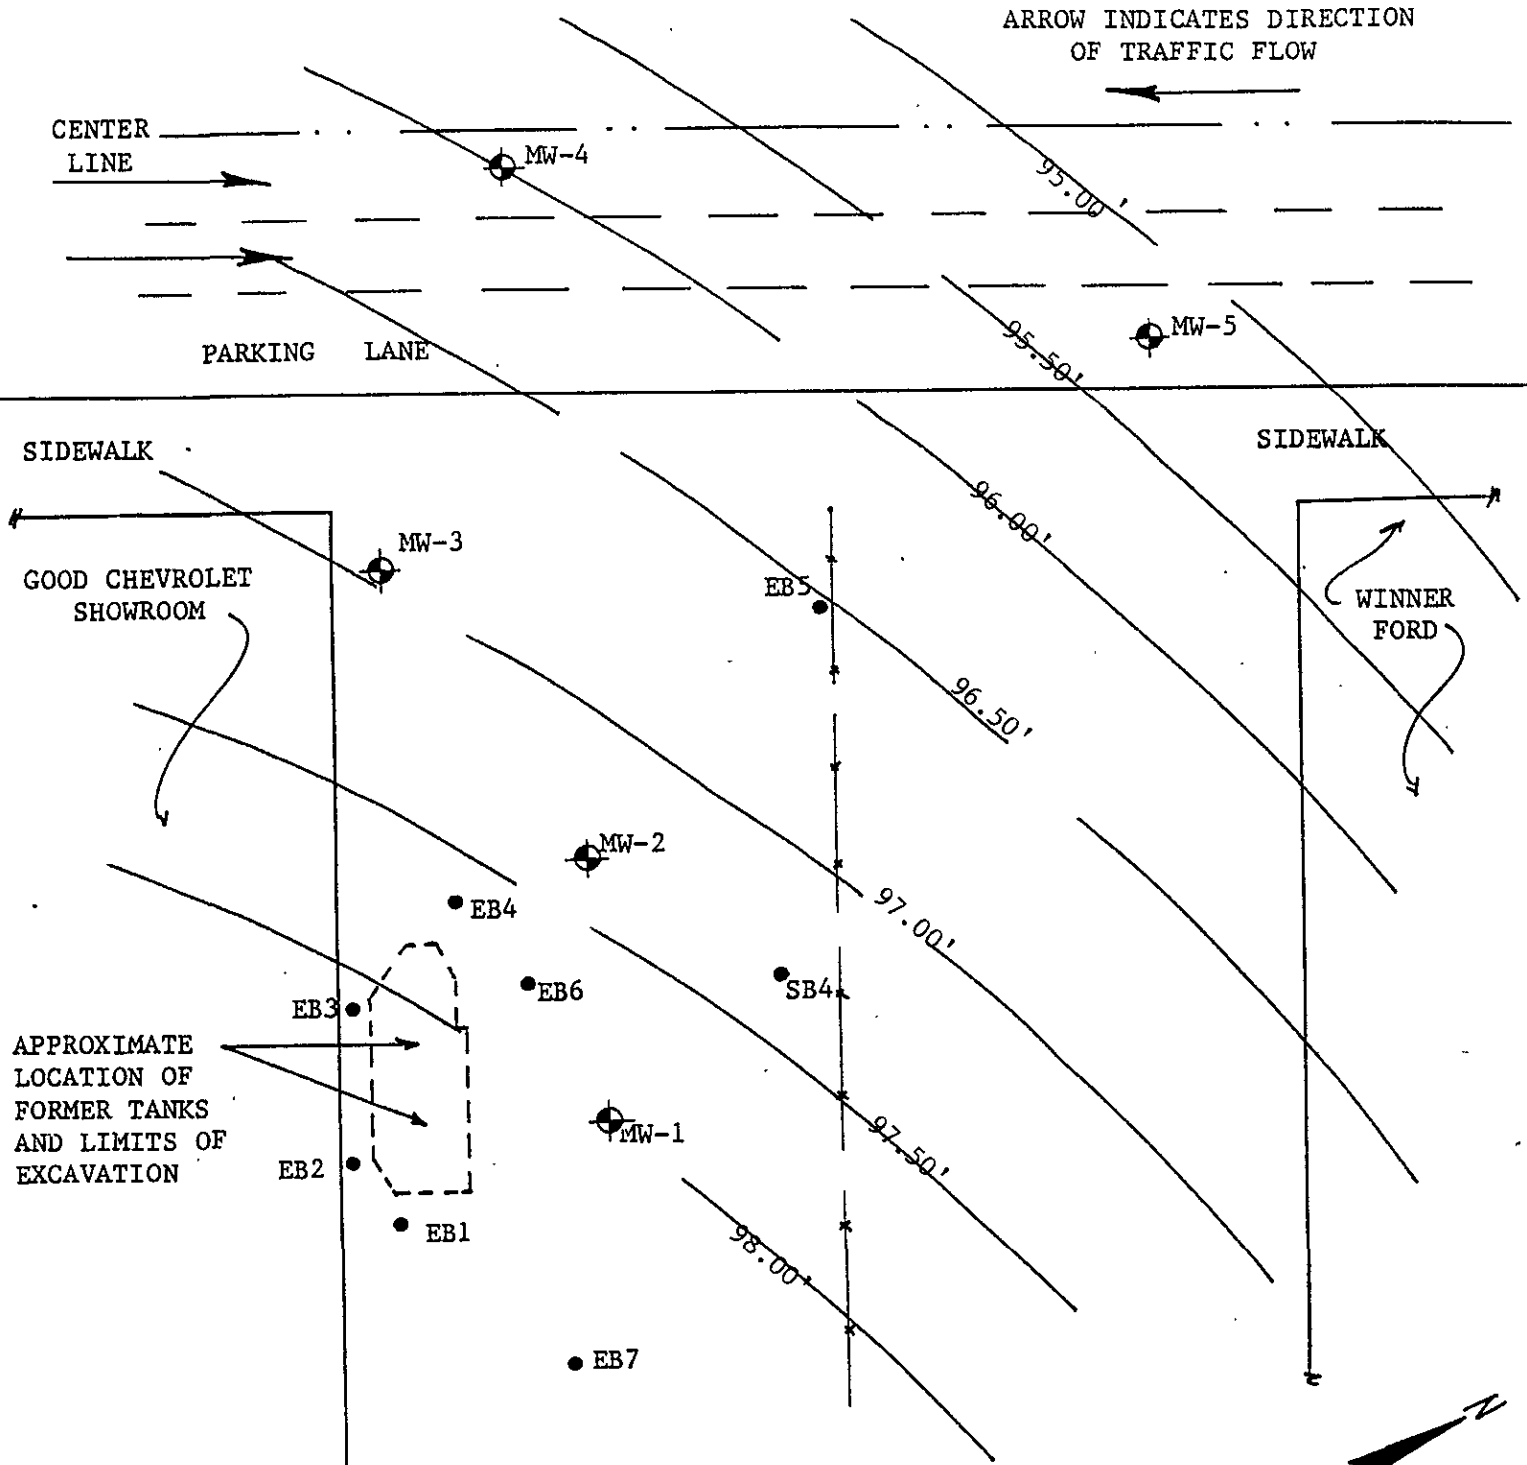 ARROW INDICATES DIRECTION
OF TRAFFIC FLOW
CENTER
LINE
MW-4
95.00'
PARKING LANE
95.50'
MW-5
SIDEWALK
SIDEWALK
MW-3
96.00'
GOOD CHEVROLET
SHOWROOM
EB5
WINNER
FORD
96.50'
MW-2
EB4
97.00'
EB6
SB4
EB3
APPROXIMATE
LOCATION OF
FORMER TANKS
AND LIMITS OF
EXCAVATION
MW-1
97.50'
EB2
EB1
98.00'
EB7
N